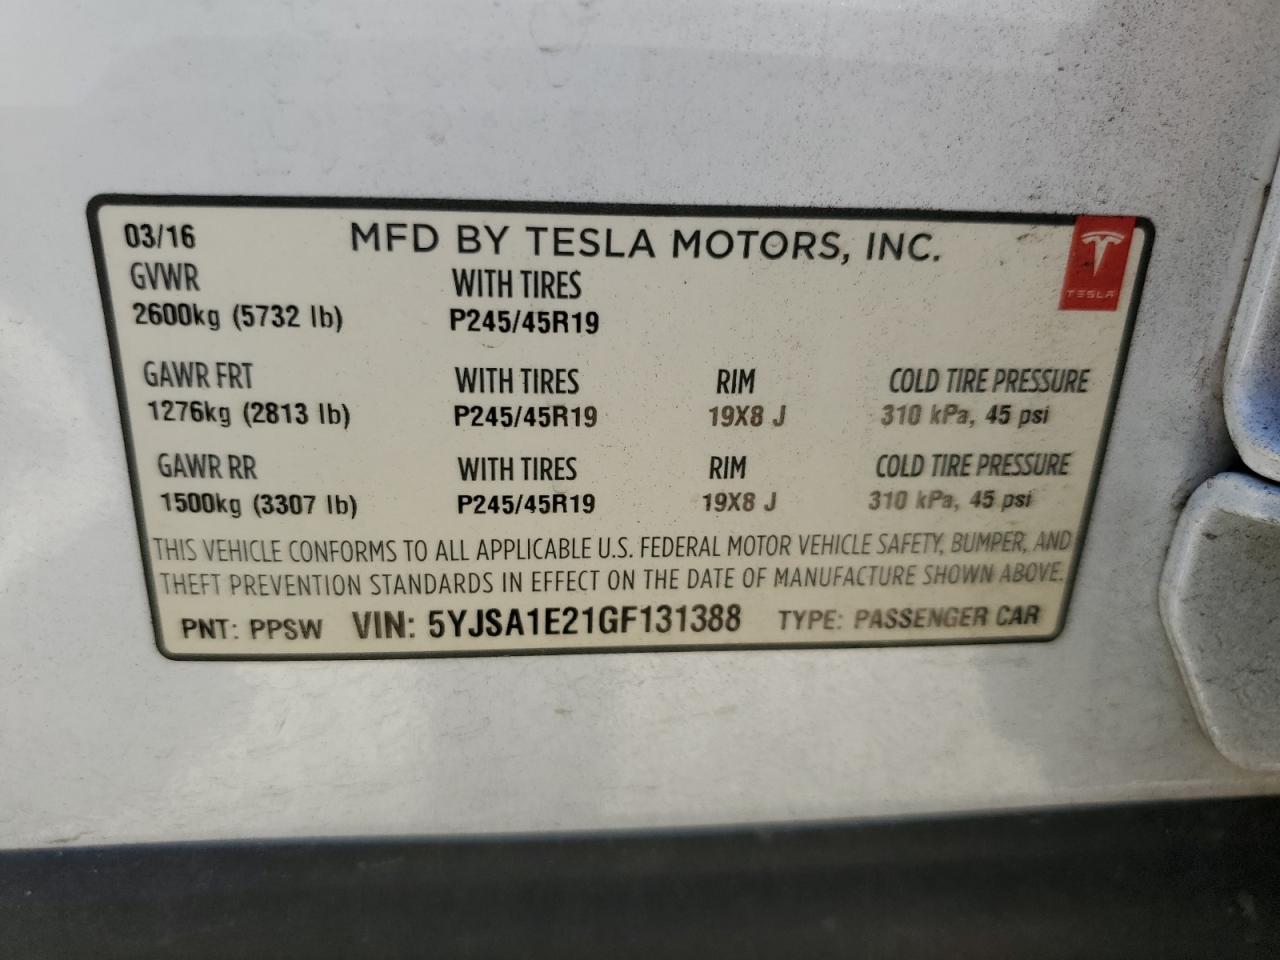 03/16 MFD BY TESLA MOTORS, INC.
GVWR WITH TIRES TESLA
2600kg (5732 lb) P245/45R19
GAWR FRT WITH TIRES RIM COLD TIRE PRESSURE
1276kg (2813 lb) P245/45R19 19X8 J 310 kPa, 45 psi
GAWR RR WITH TIRES RIM COLD TIRE PRESSURE
1500kg (3307 lb) P245/45R19 19X8 J 310 kPa, 45 psi
THIS VEHICLE CONFORMS TO ALL APPLICABLE U.S. FEDERAL MOTOR VEHICLE SAFETY, BUMPER, AND
THEFT PREVENTION STANDARDS IN EFFECT ON THE DATE OF MANUFACTURE SHOWN ABOVE.
PNT: PPSW VIN: 5YJSA1E21GF131388 TYPE: PASSENGER CAR